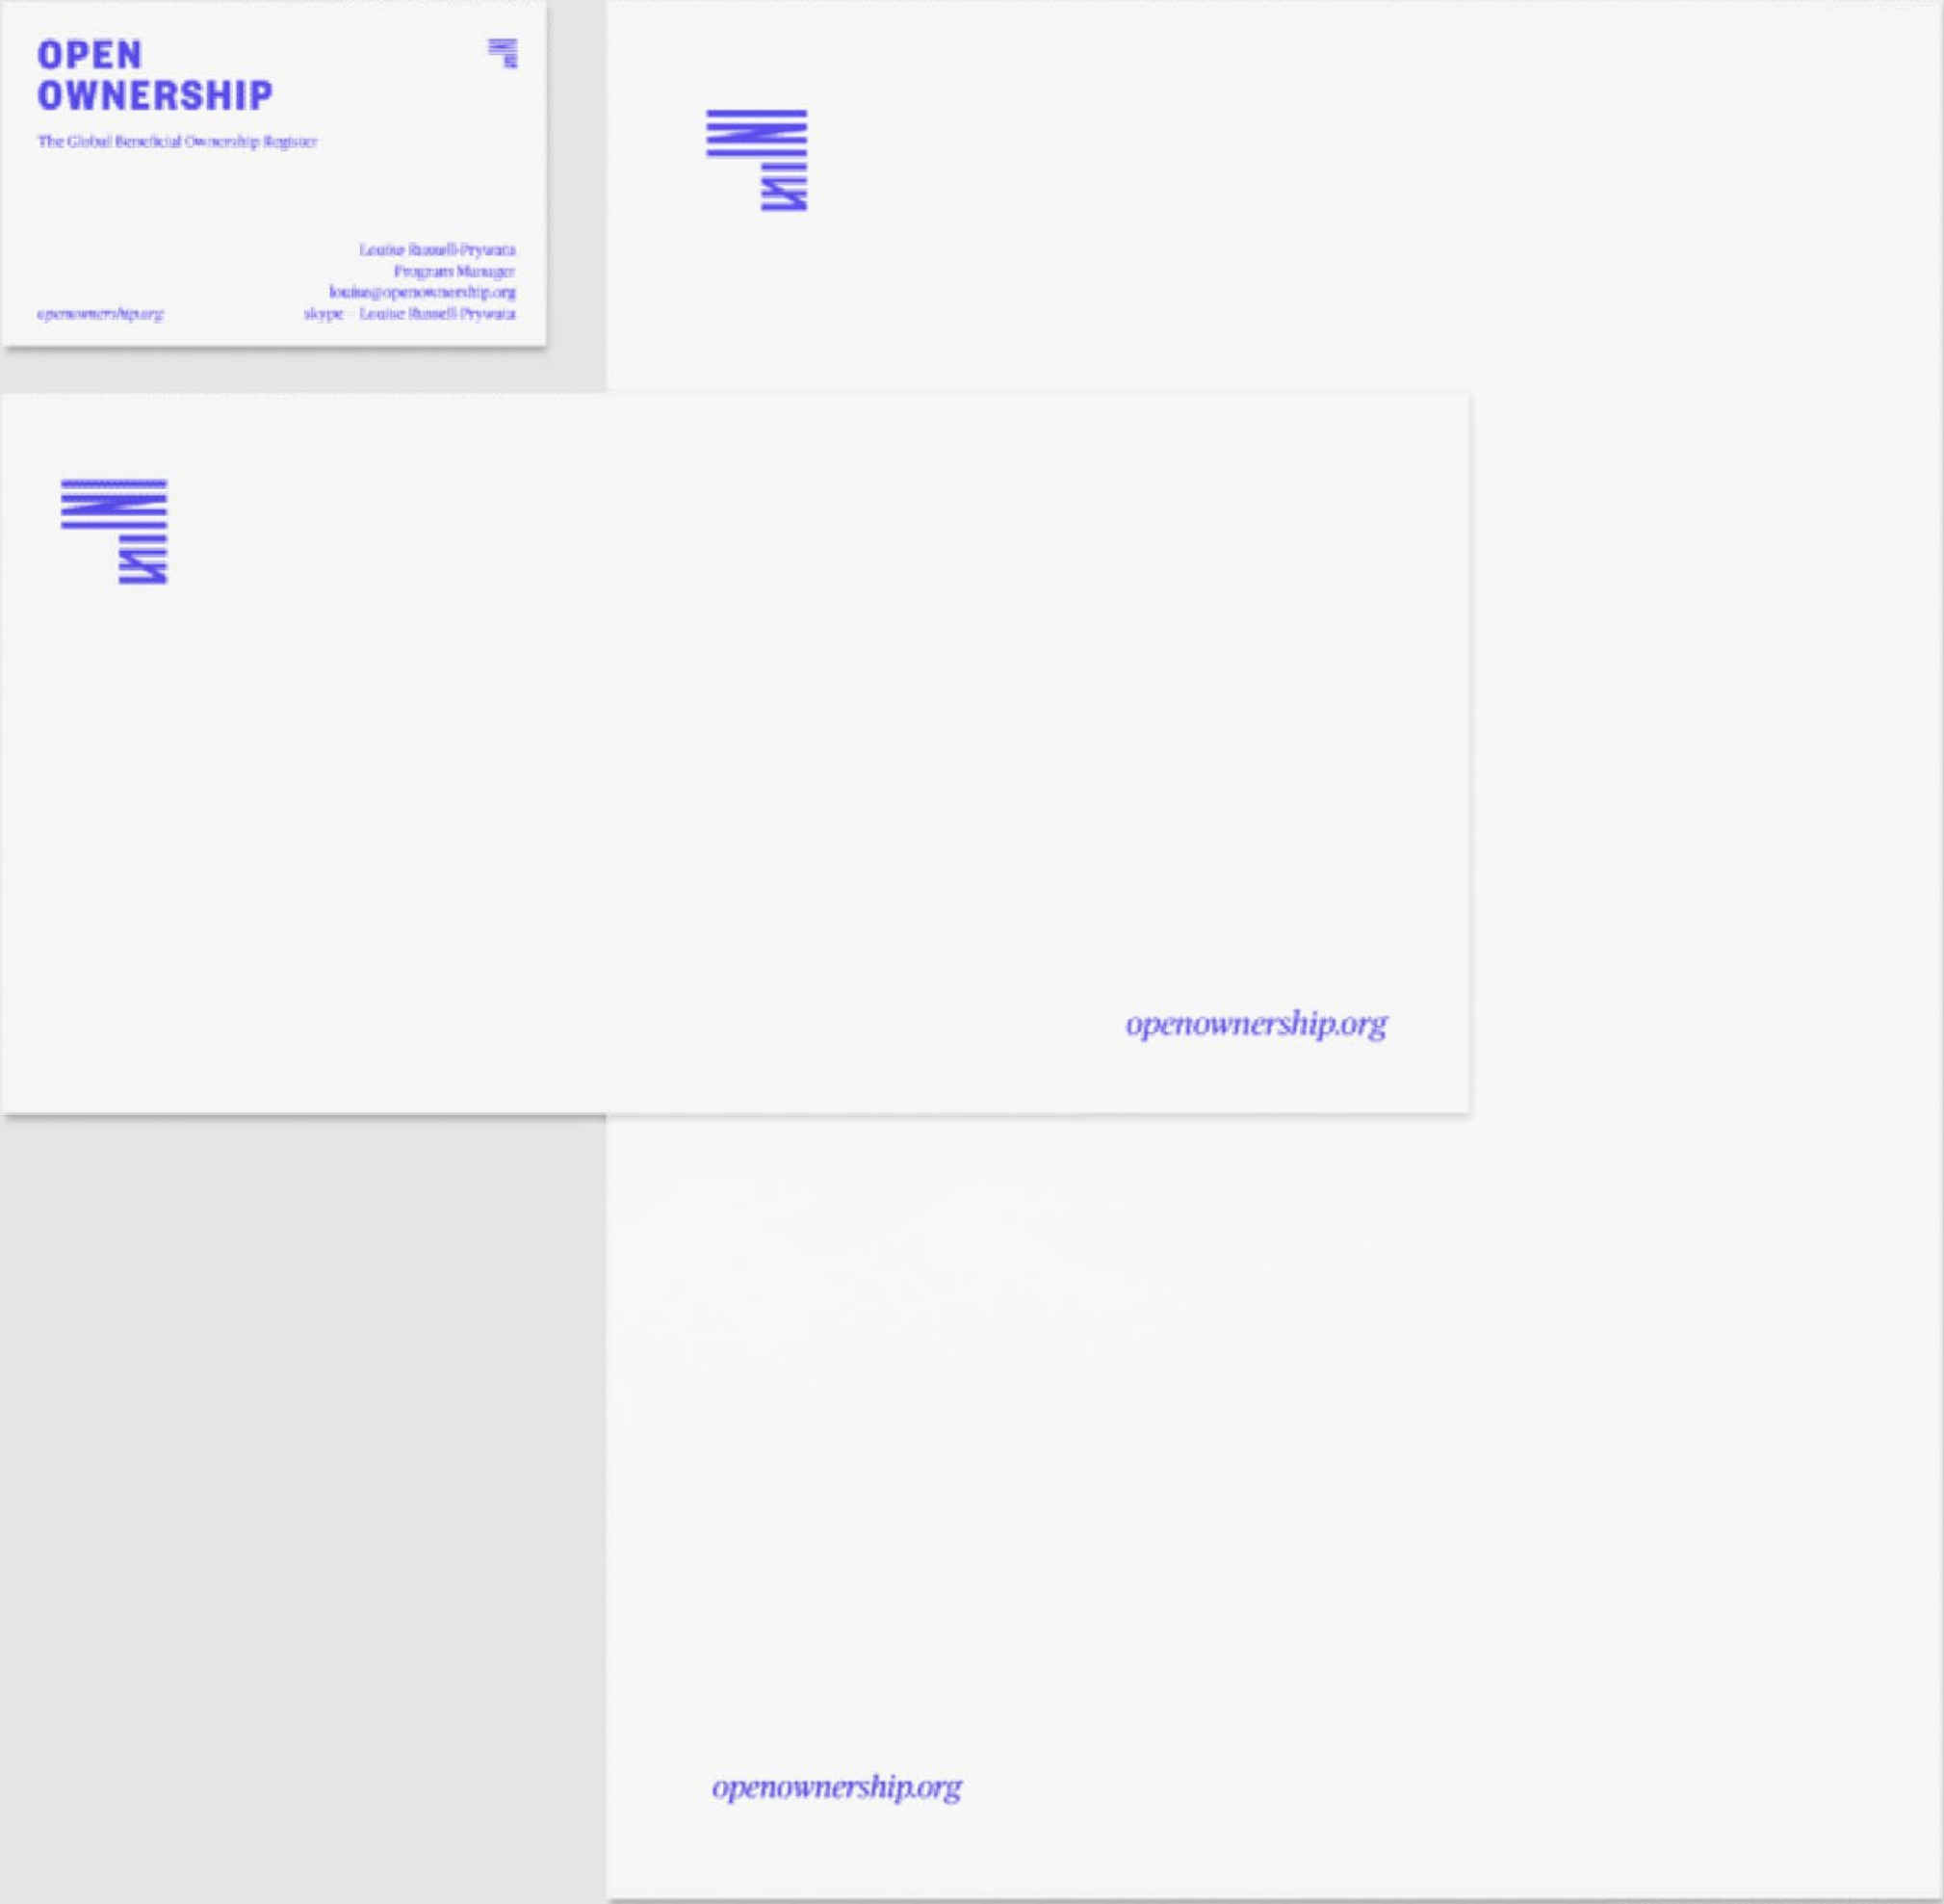 OPEN
OWNERSHIP
The Global Beneficial Ownership Register
Louise Russell-Prywata
Program Manager
louise@openownership.org
skype – Louise Russell-Prywata
openownership.org
openownership.org
openownership.org